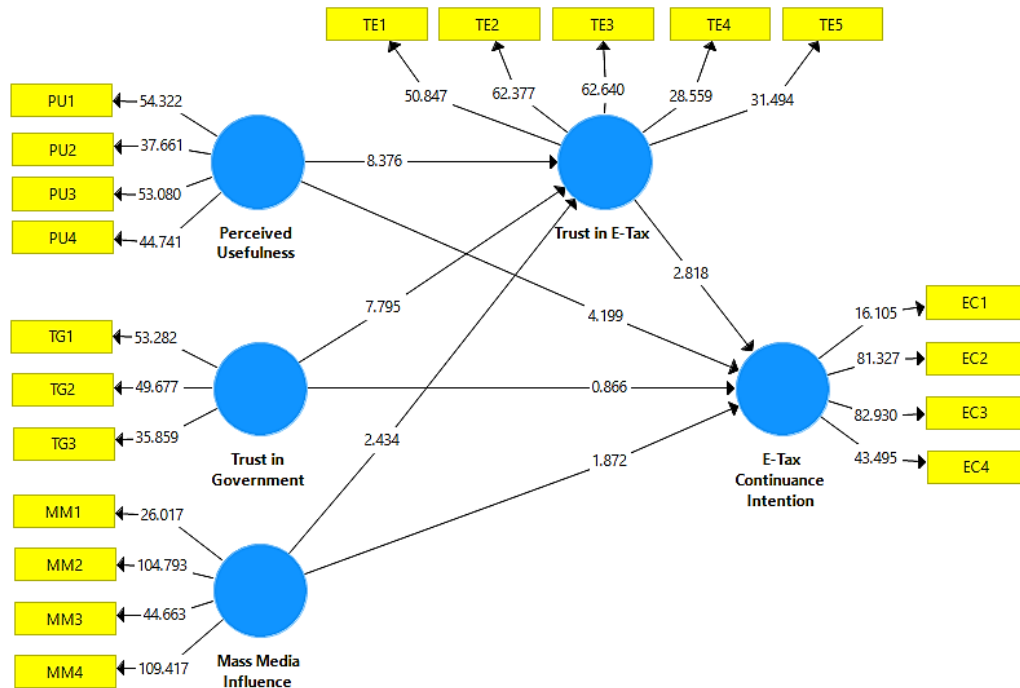 TE1 TE2 TE3 TE4 TE5
50.847 62.377 62.640 28.559 31.494
PU1 54.322
PU2 37.661
PU3 53.080
PU4 44.741
Perceived
Usefulness
8.376
Trust in E-Tax
7.795
2.434
4.199
2.818
TG1 53.282
TG2 49.677
TG3 35.859
Trust in
Government
0.866
1.872
E-Tax
Continuance
Intention
16.105 EC1
81.327 EC2
82.930 EC3
43.495 EC4
MM1 26.017
MM2 104.793
MM3 44.663
MM4 109.417
Mass Media
Influence